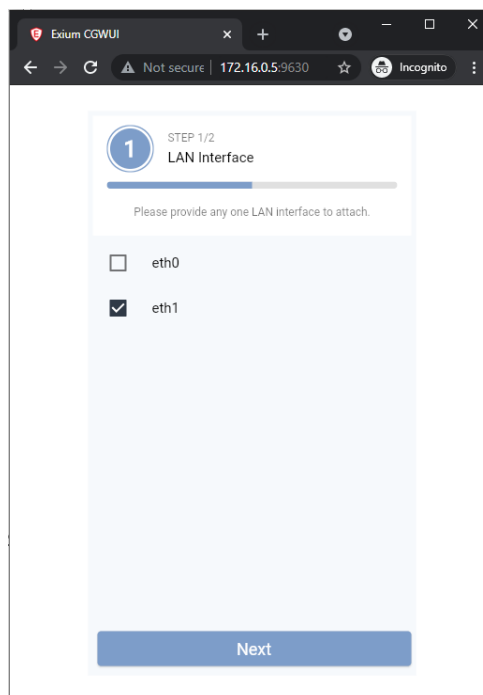 Exium CGWUI
Not secure | 172.16.0.5:9630 Incognito
1
STEP 1/2
LAN Interface
Please provide any one LAN interface to attach.
eth0
eth1
Next